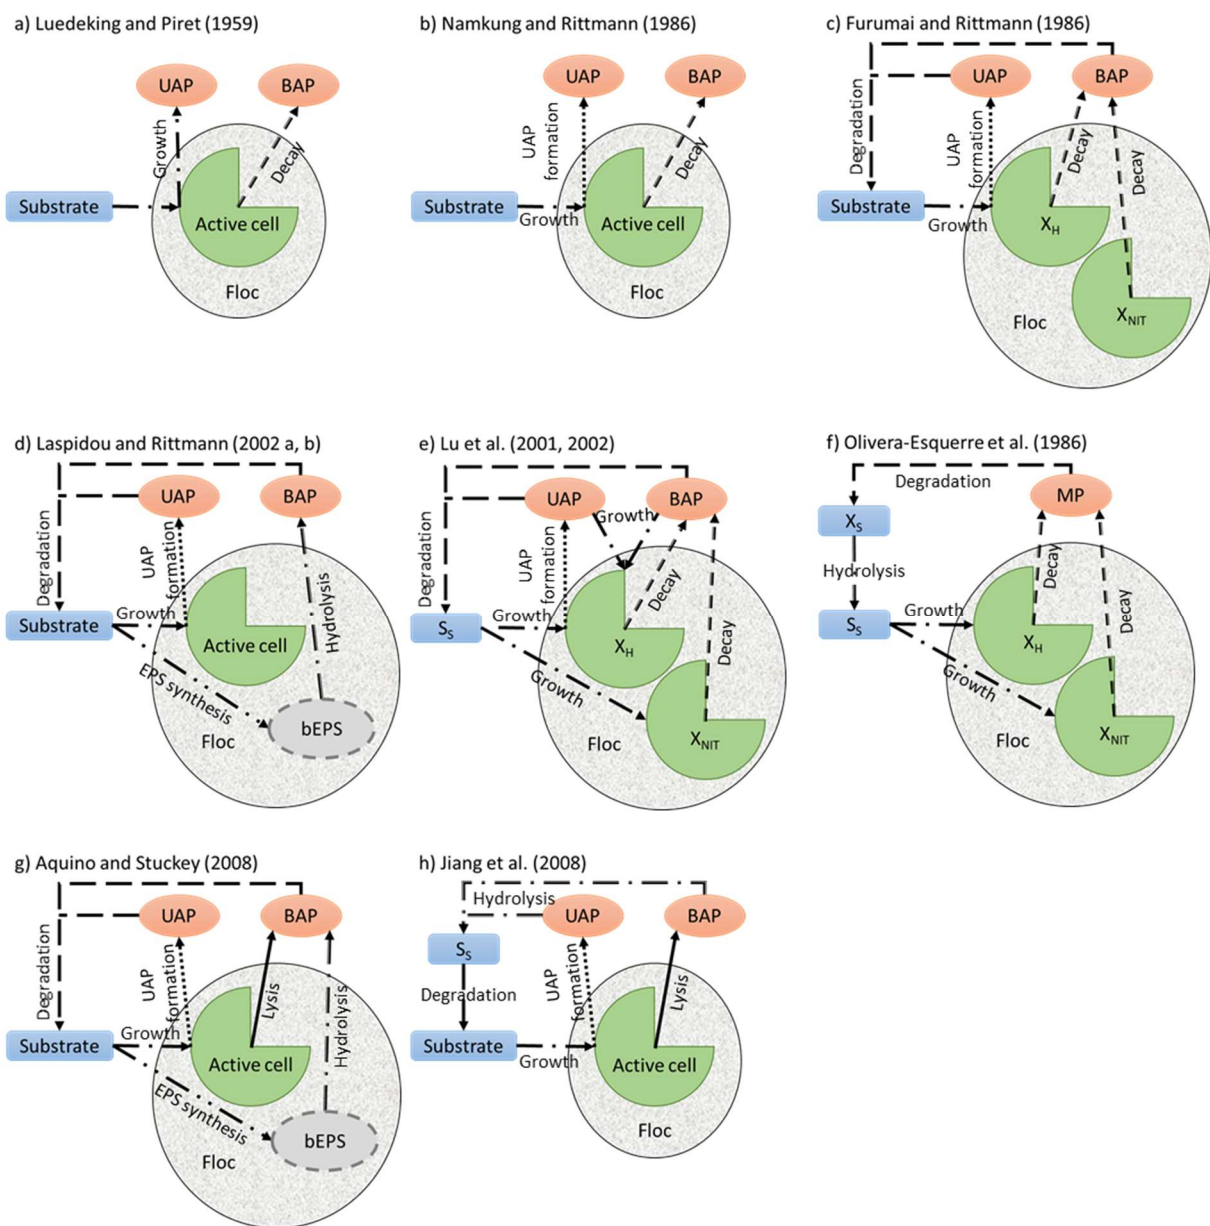 a) Luedeking and Piret (1959)
UAP
BAP
Growth
Decay
Substrate
Active cell
Floc
b) Namkung and Rittmann (1986)
UAP
BAP
UAP
formation
Decay
Substrate
Growth
Active cell
Floc
c) Furumai and Rittmann (1986)
UAP
BAP
Degradation
UAP
formation
Decay
Decay
Substrate
Growth
XH
XNIT
Floc
d) Laspidou and Rittmann (2002 a, b)
UAP
BAP
Degradation
UAP
formation
Hydrolysis
Substrate
Growth
Active cell
EPS synthesis
bEPS
Floc
e) Lu et al. (2001, 2002)
UAP
BAP
Growth
Degradation
UAP
formation
Decay
Decay
SS
Growth
XH
Growth
XNIT
Floc
f) Olivera-Esquerre et al. (1986)
Degradation
MP
XS
Hydrolysis
Decay
Decay
SS
Growth
XH
Growth
XNIT
Floc
g) Aquino and Stuckey (2008)
UAP
BAP
Degradation
UAP
formation
Lysis
Hydrolysis
Substrate
Growth
Active cell
EPS synthesis
bEPS
Floc
h) Jiang et al. (2008)
Hydrolysis
UAP
BAP
SS
Degradation
UAP
formation
Lysis
Substrate
Growth
Active cell
Floc